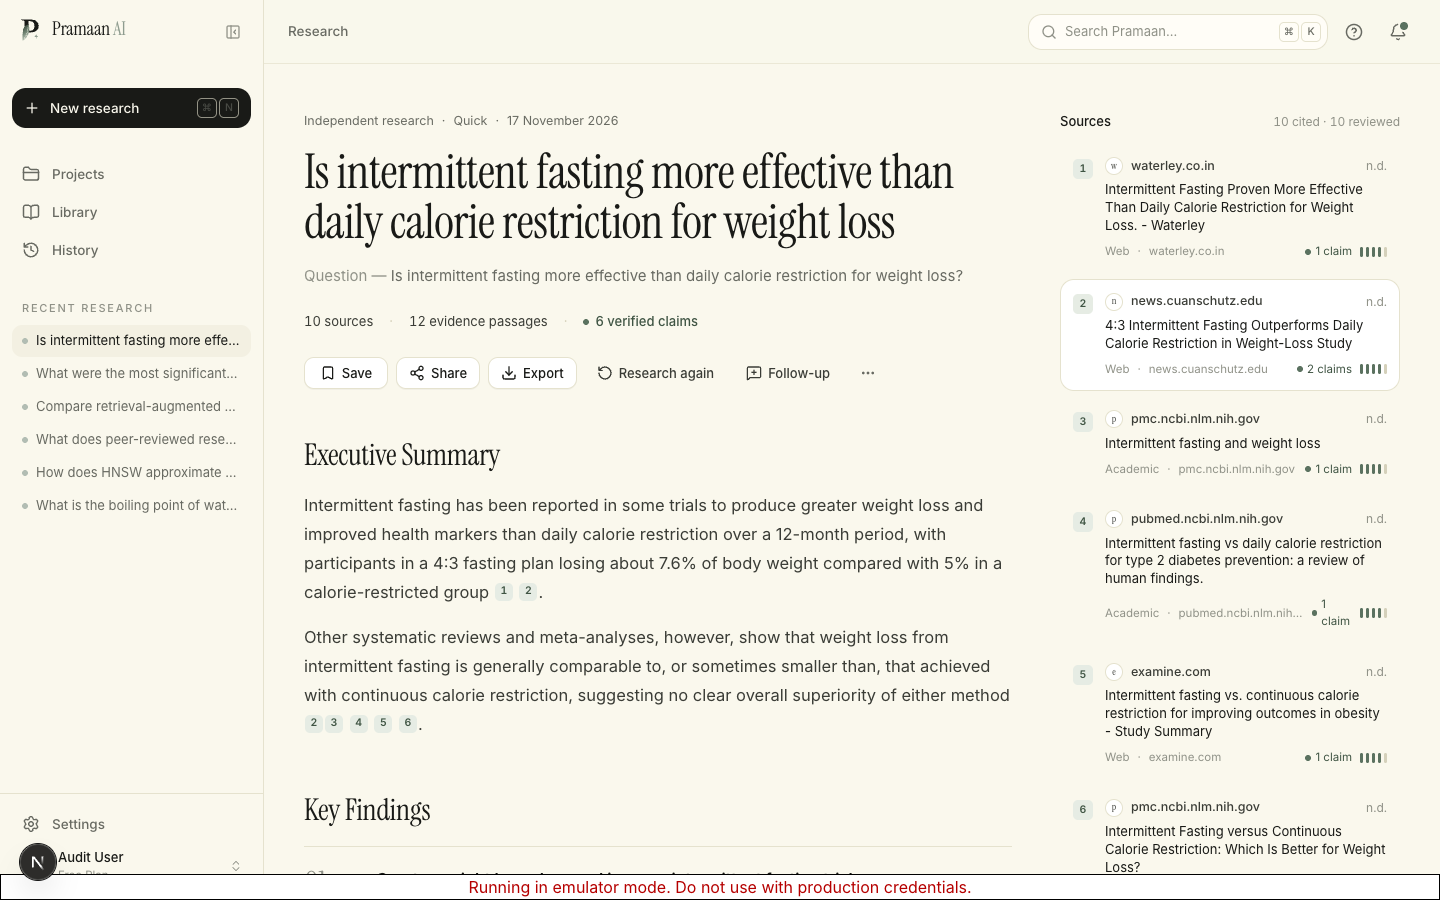 Pramaan AI
New research
⌘ N
Projects
Library
History
RECENT RESEARCH
Is intermittent fasting more effe...
What were the most significant...
Compare retrieval-augmented ...
What does peer-reviewed rese...
How does HNSW approximate ...
What is the boiling point of wat...
Settings
N
Audit User
Free Plan
Research
Search Pramaan...
⌘ K
Independent research · Quick · 17 November 2026
Is intermittent fasting more effective than
daily calorie restriction for weight loss
Question — Is intermittent fasting more effective than daily calorie restriction for weight loss?
10 sources · 12 evidence passages · 6 verified claims
Save
Share
Export
Research again
Follow-up
Executive Summary
Intermittent fasting has been reported in some trials to produce greater weight loss and
improved health markers than daily calorie restriction over a 12-month period, with
participants in a 4:3 fasting plan losing about 7.6% of body weight compared with 5% in a
calorie-restricted group 1 2 .
Other systematic reviews and meta-analyses, however, show that weight loss from
intermittent fasting is generally comparable to, or sometimes smaller than, that achieved
with continuous calorie restriction, suggesting no clear overall superiority of either method
2 3 4 5 6 .
Key Findings
Sources
10 cited · 10 reviewed
1 w waterley.co.in n.d.
Intermittent Fasting Proven More Effective
Than Daily Calorie Restriction for Weight
Loss. - Waterley
Web · waterley.co.in 1 claim
2 n news.cuanschutz.edu n.d.
4:3 Intermittent Fasting Outperforms Daily
Calorie Restriction in Weight-Loss Study
Web · news.cuanschutz.edu 2 claims
3 p pmc.ncbi.nlm.nih.gov n.d.
Intermittent fasting and weight loss
Academic · pmc.ncbi.nlm.nih.gov 1 claim
4 p pubmed.ncbi.nlm.nih.gov n.d.
Intermittent fasting vs daily calorie restriction
for type 2 diabetes prevention: a review of
human findings.
Academic · pubmed.ncbi.nlm.nih... 1
claim
5 e examine.com n.d.
Intermittent fasting vs. continuous calorie
restriction for improving outcomes in obesity
- Study Summary
Web · examine.com 1 claim
6 p pmc.ncbi.nlm.nih.gov n.d.
Intermittent Fasting versus Continuous
Calorie Restriction: Which Is Better for Weight
Loss?
Running in emulator mode. Do not use with production credentials.